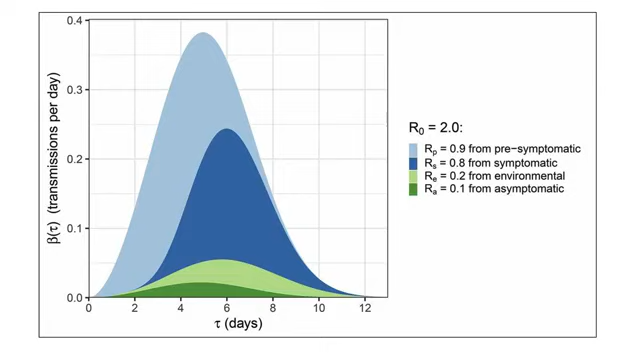 0.4
0.3
0.2
0.1
0.0
β(τ) (transmissions per day)
0 2 4 6 8 10 12
τ (days)
R₀ = 2.0:
Rₚ = 0.9 from pre−symptomatic
Rₛ = 0.8 from symptomatic
Rₑ = 0.2 from environmental
Rₐ = 0.1 from asymptomatic